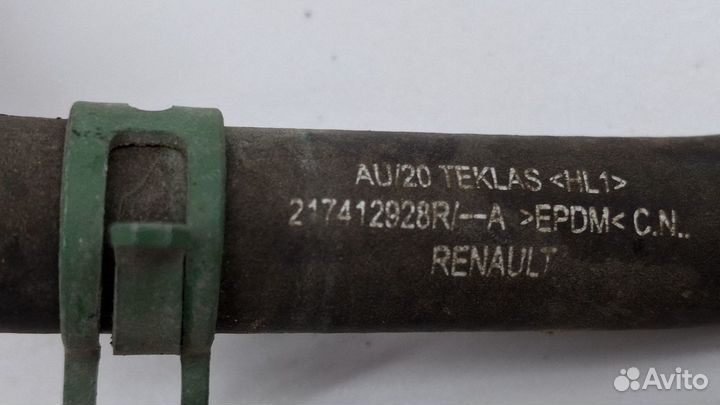 AU/20 TEKLAS <HL1>
217412928R/--A >EPDM< C.N..
RENAULT
Avito